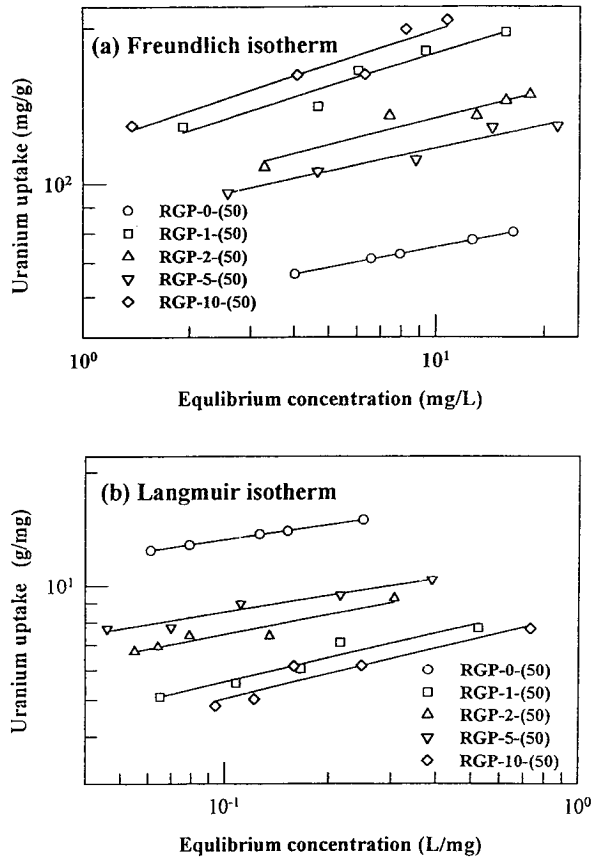 (a) Freundlich isotherm
Uranium uptake (mg/g)
10²
RGP-0-(50)
RGP-1-(50)
RGP-2-(50)
RGP-5-(50)
RGP-10-(50)
10⁰
10¹
Equlibrium concentration (mg/L)
(b) Langmuir isotherm
Uranium uptake (g/mg)
10¹
RGP-0-(50)
RGP-1-(50)
RGP-2-(50)
RGP-5-(50)
RGP-10-(50)
10⁻¹
10⁰
Equlibrium concentration (L/mg)